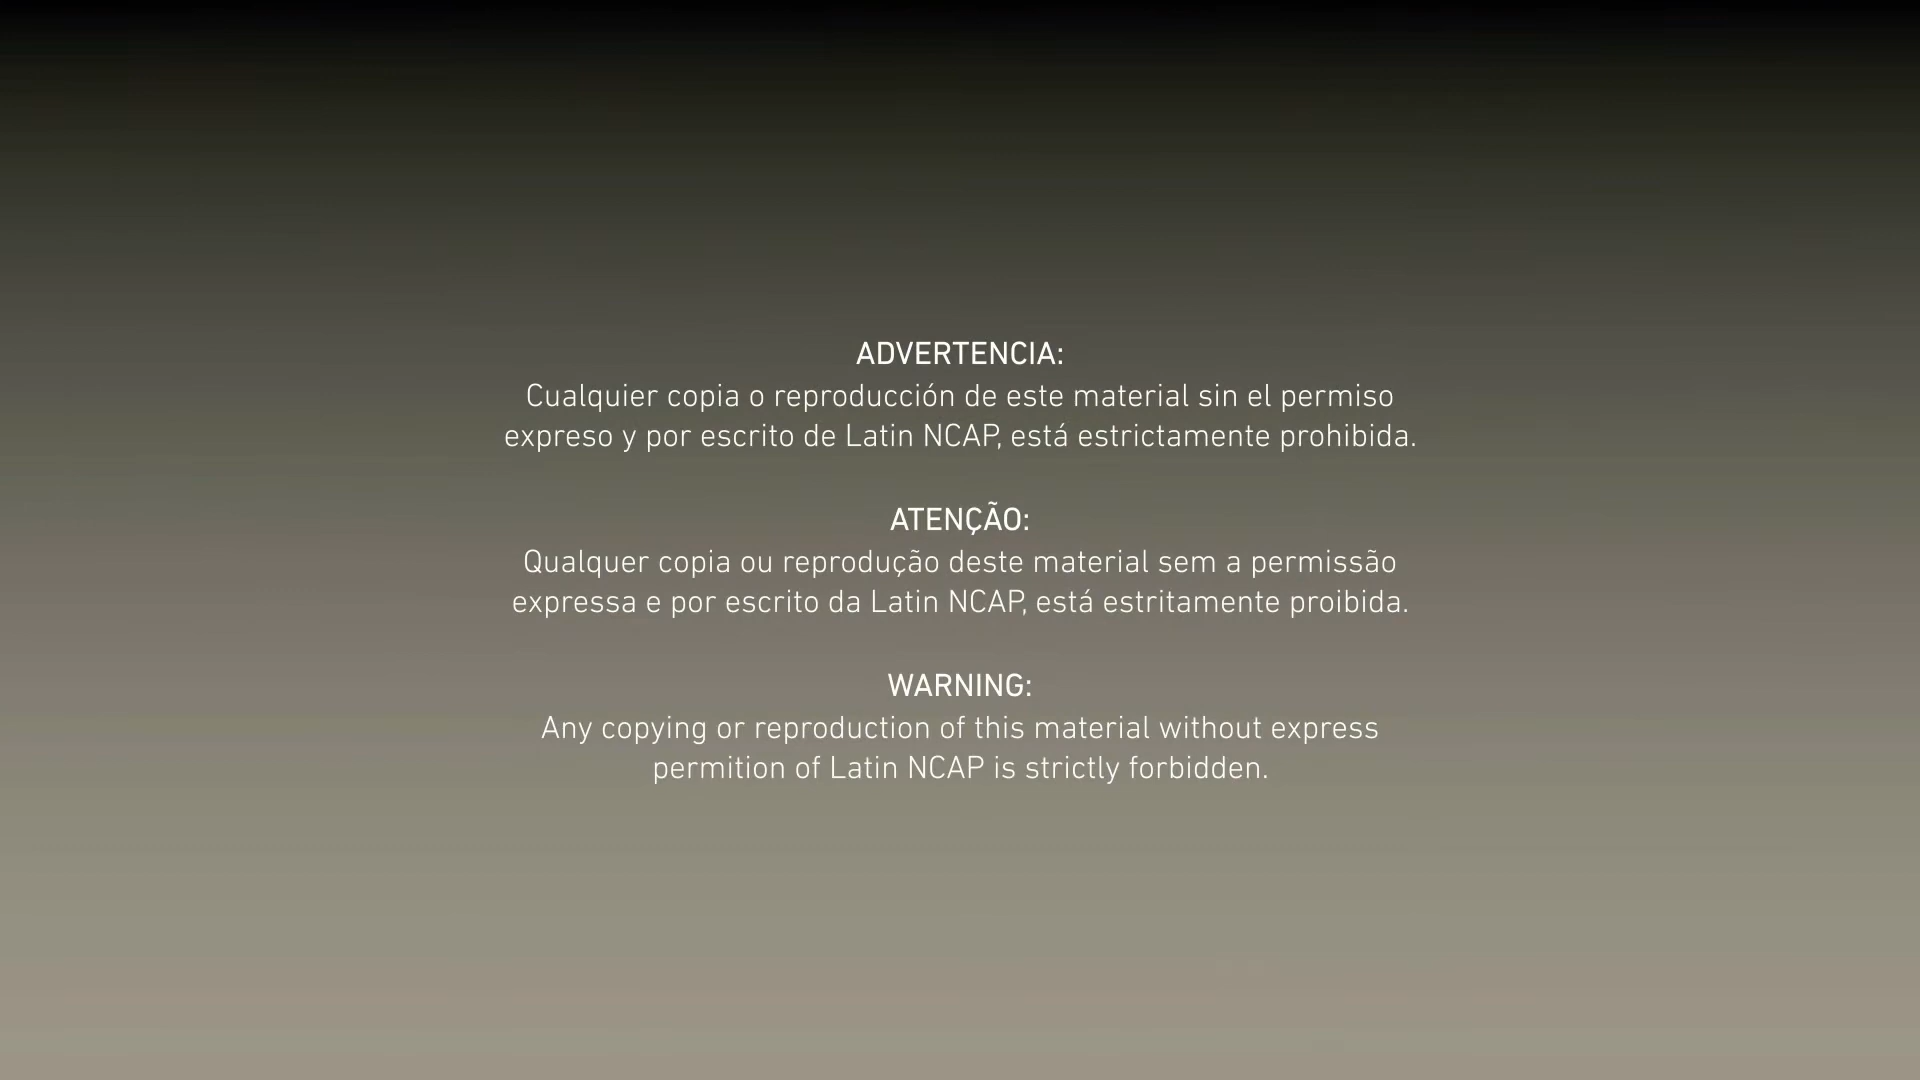 ADVERTENCIA:
Cualquier copia o reproducción de este material sin el permiso
expreso y por escrito de Latin NCAP, está estrictamente prohibida.
ATENÇÃO:
Qualquer copia ou reprodução deste material sem a permissão
expressa e por escrito da Latin NCAP, está estritamente proibida.
WARNING:
Any copying or reproduction of this material without express
permition of Latin NCAP is strictly forbidden.